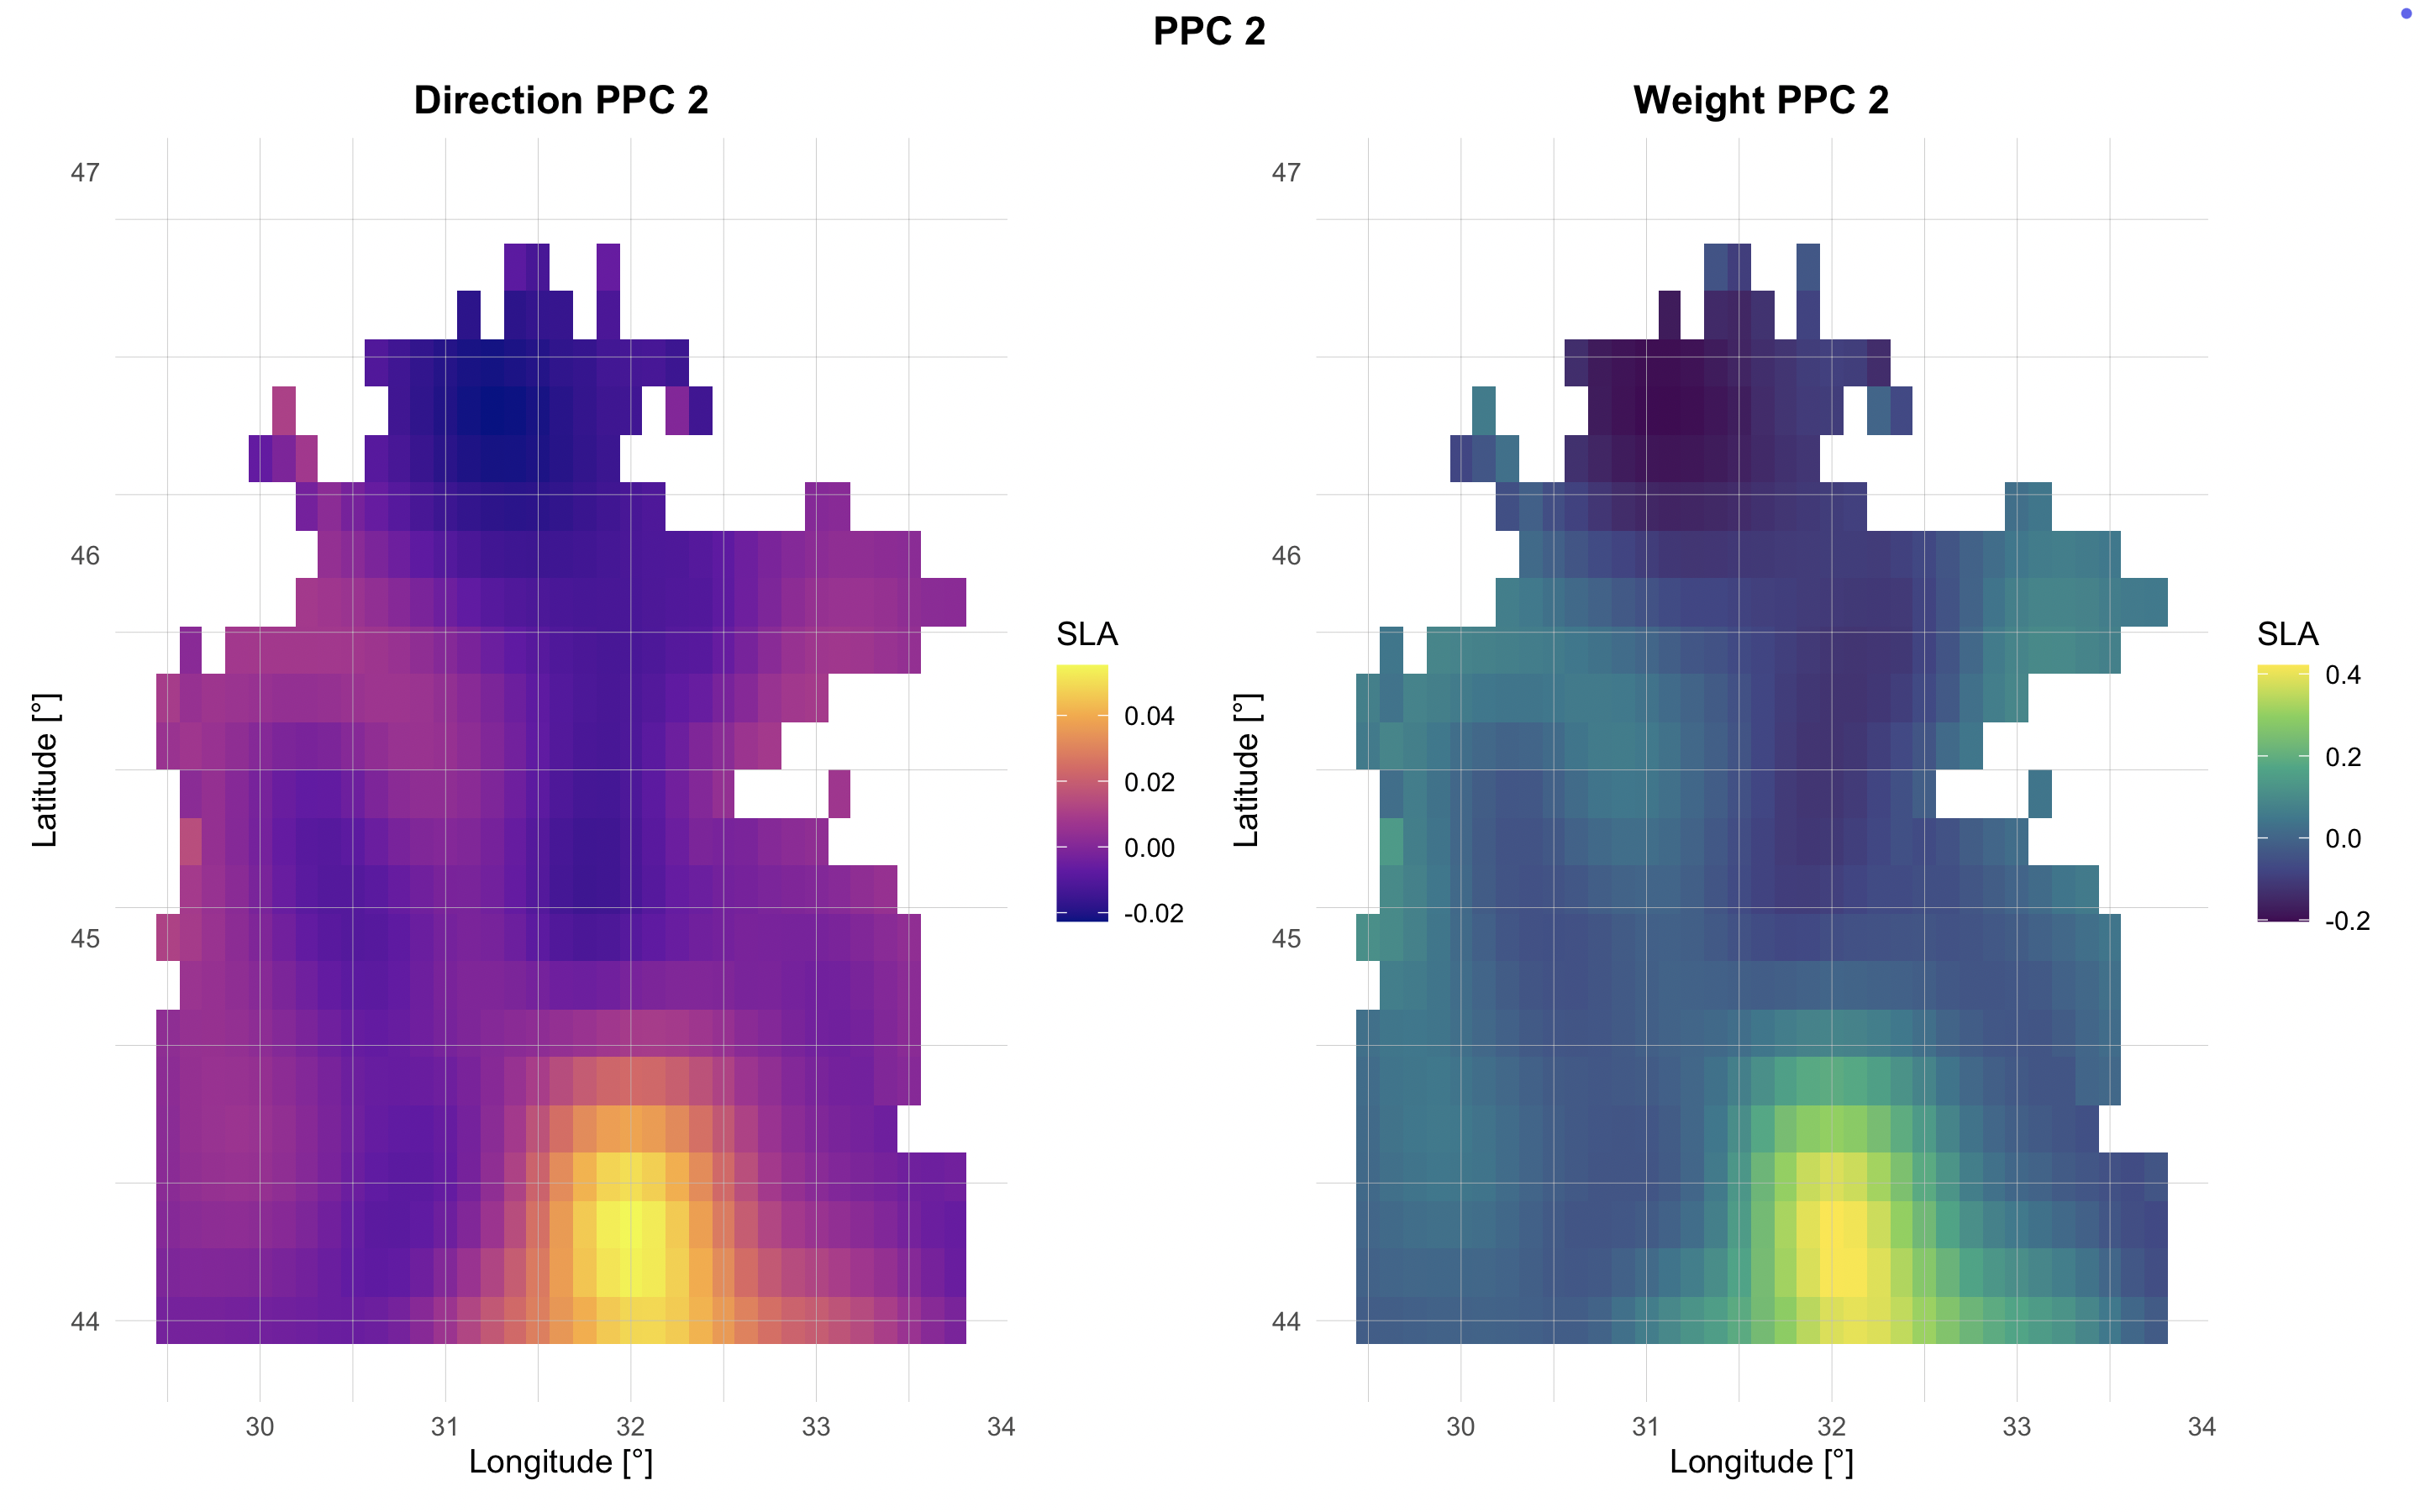 PPC 2
Direction PPC 2
47
46
45
44
Latitude [°]
30 31 32 33 34
Longitude [°]
SLA
0.04
0.02
0.00
-0.02
Weight PPC 2
47
46
45
44
Latitude [°]
30 31 32 33 34
Longitude [°]
SLA
0.4
0.2
0.0
-0.2